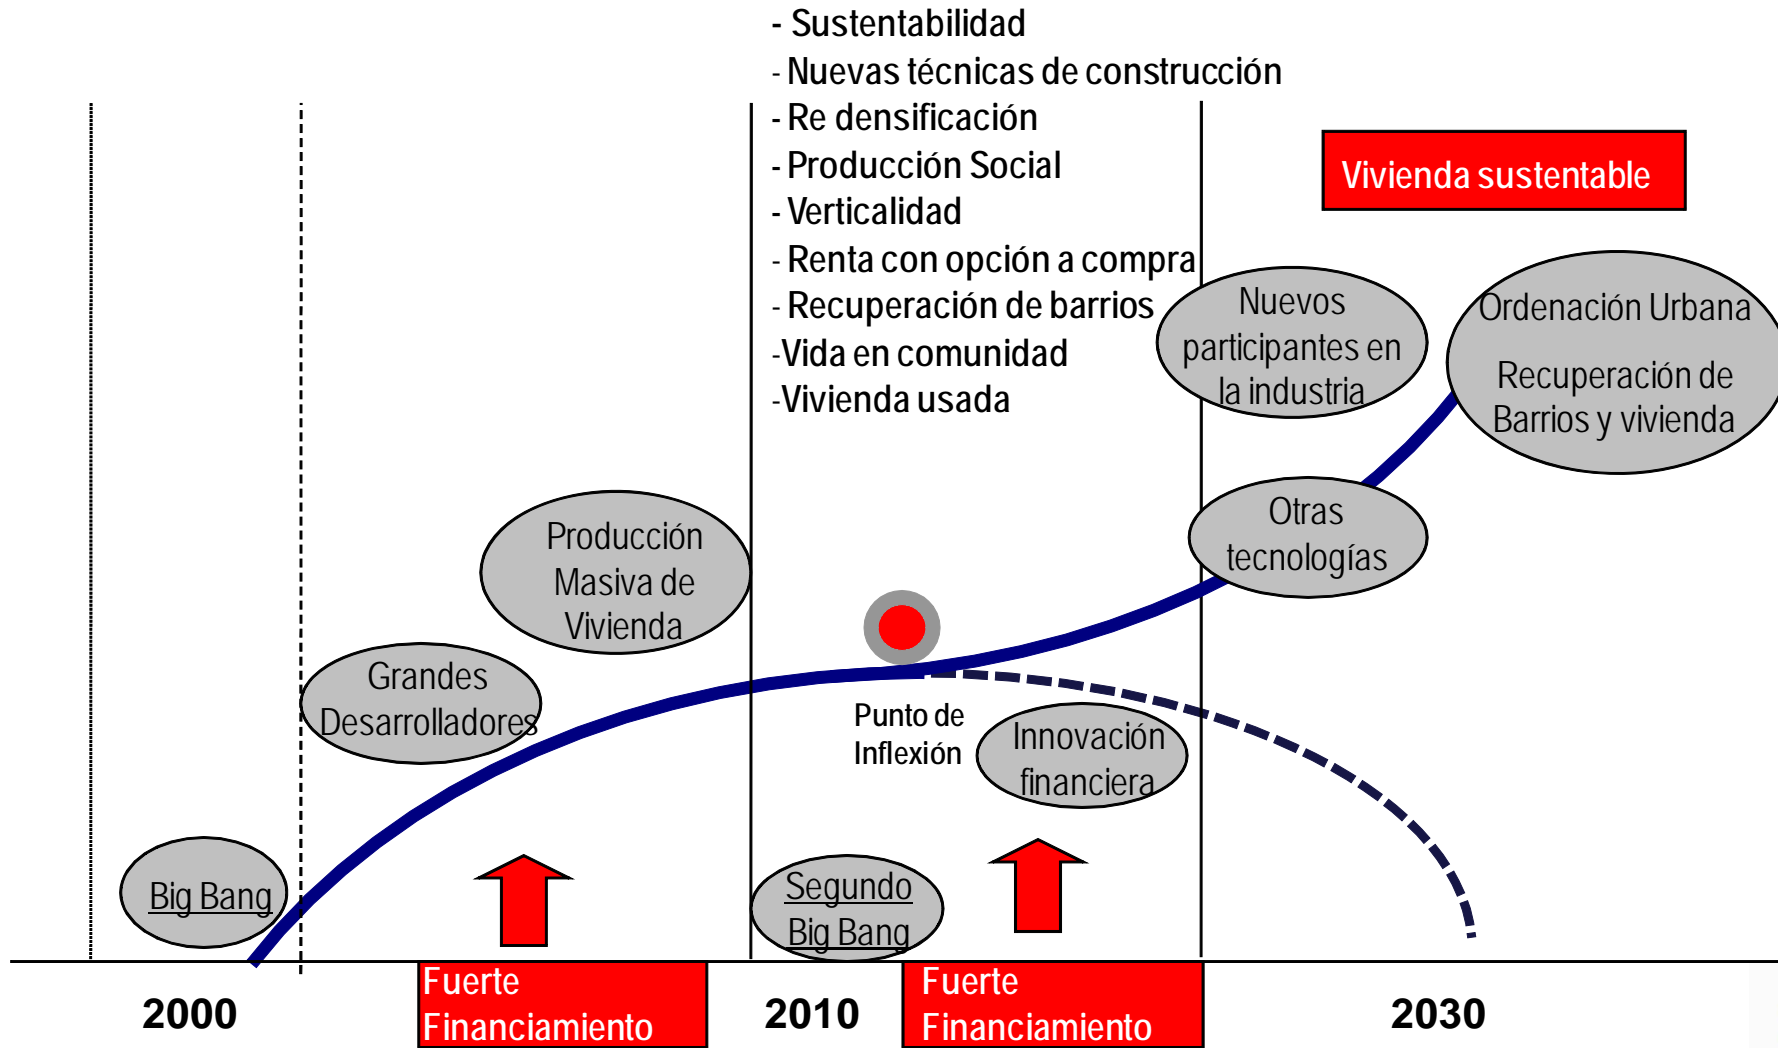 - Sustentabilidad
- Nuevas técnicas de construcción
- Re densificación
- Producción Social
- Verticalidad
- Renta con opción a compra
- Recuperación de barrios
-Vida en comunidad
-Vivienda usada
Vivienda sustentable
Nuevos
participantes en
la industria
Ordenación Urbana
Recuperación de
Barrios y vivienda
Otras
tecnologías
Producción
Masiva de
Vivienda
Grandes
Desarrolladores
Punto de
Inflexión
Innovación
financiera
Big Bang
Segundo
Big Bang
2000
Fuerte
Financiamiento
2010
Fuerte
Financiamiento
2030